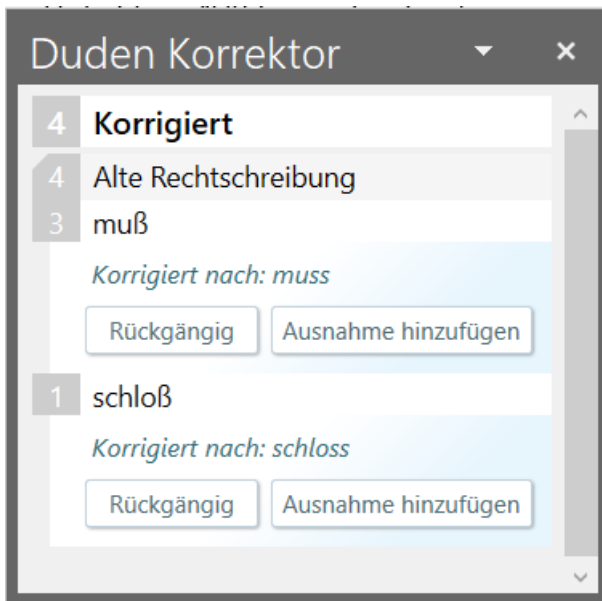 Duden Korrektor
4 Korrigiert
4 Alte Rechtschreibung
3 muß
Korrigiert nach: muss
Rückgängig Ausnahme hinzufügen
1 schloß
Korrigiert nach: schloss
Rückgängig Ausnahme hinzufügen